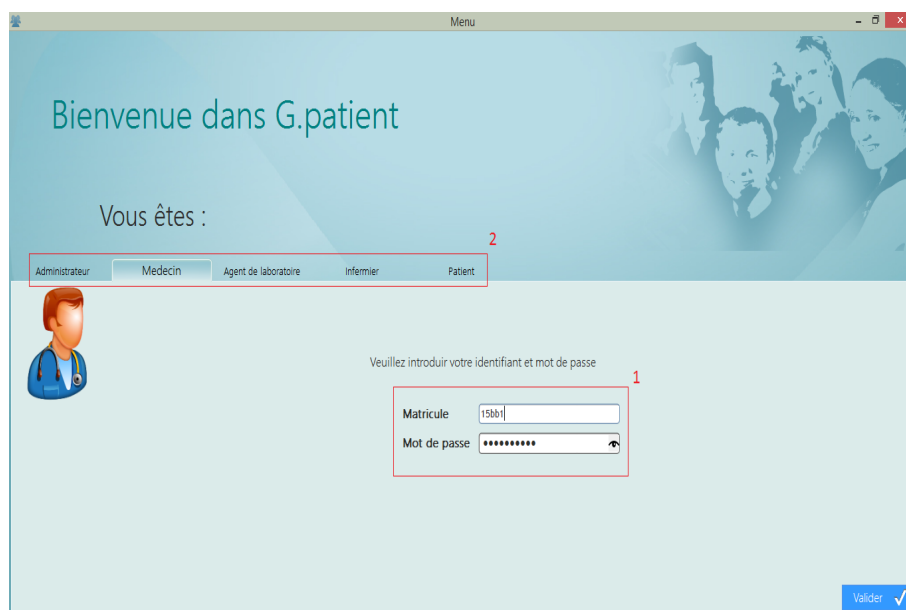 Menu
Bienvenue dans G.patient
Vous êtes :
2
Administrateur Medecin Agent de laboratoire Infermier Patient
Veuillez introduir votre identifiant et mot de passe
1
Matricule 15bb1
Mot de passe ••••••••••
Valider